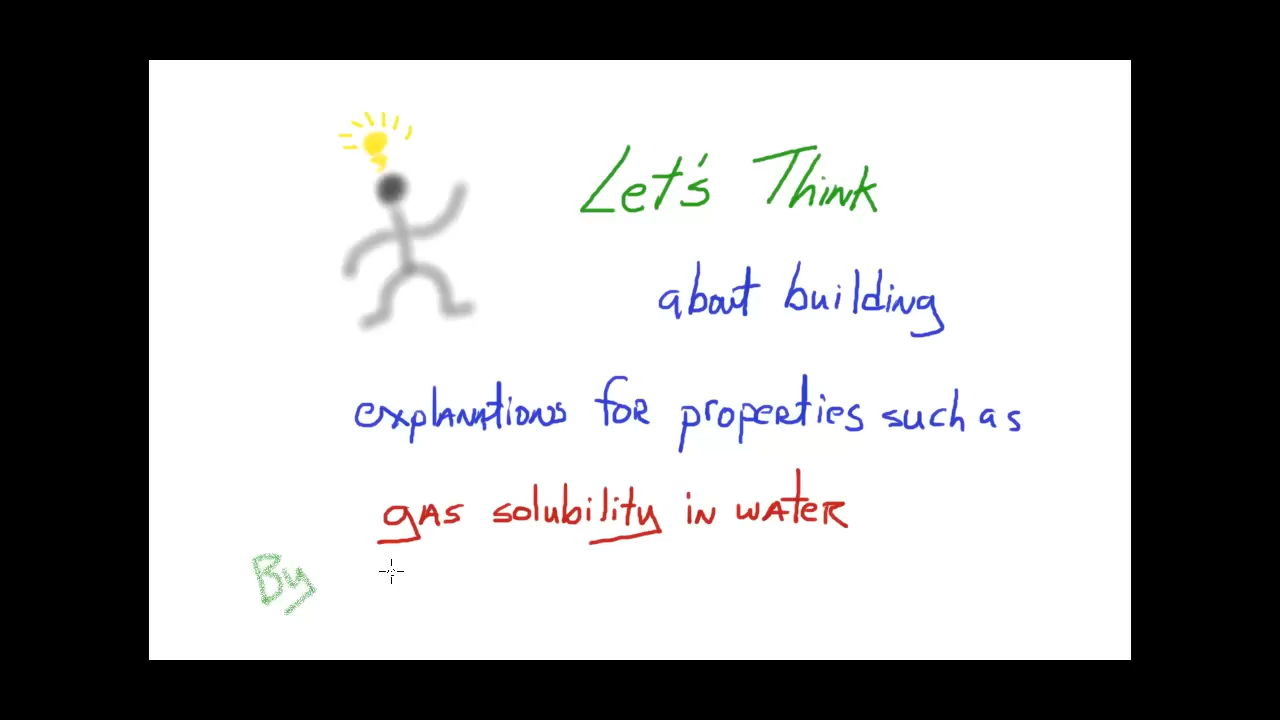 Let's Think
about building
explanations for properties such as
gas solubility in water
By